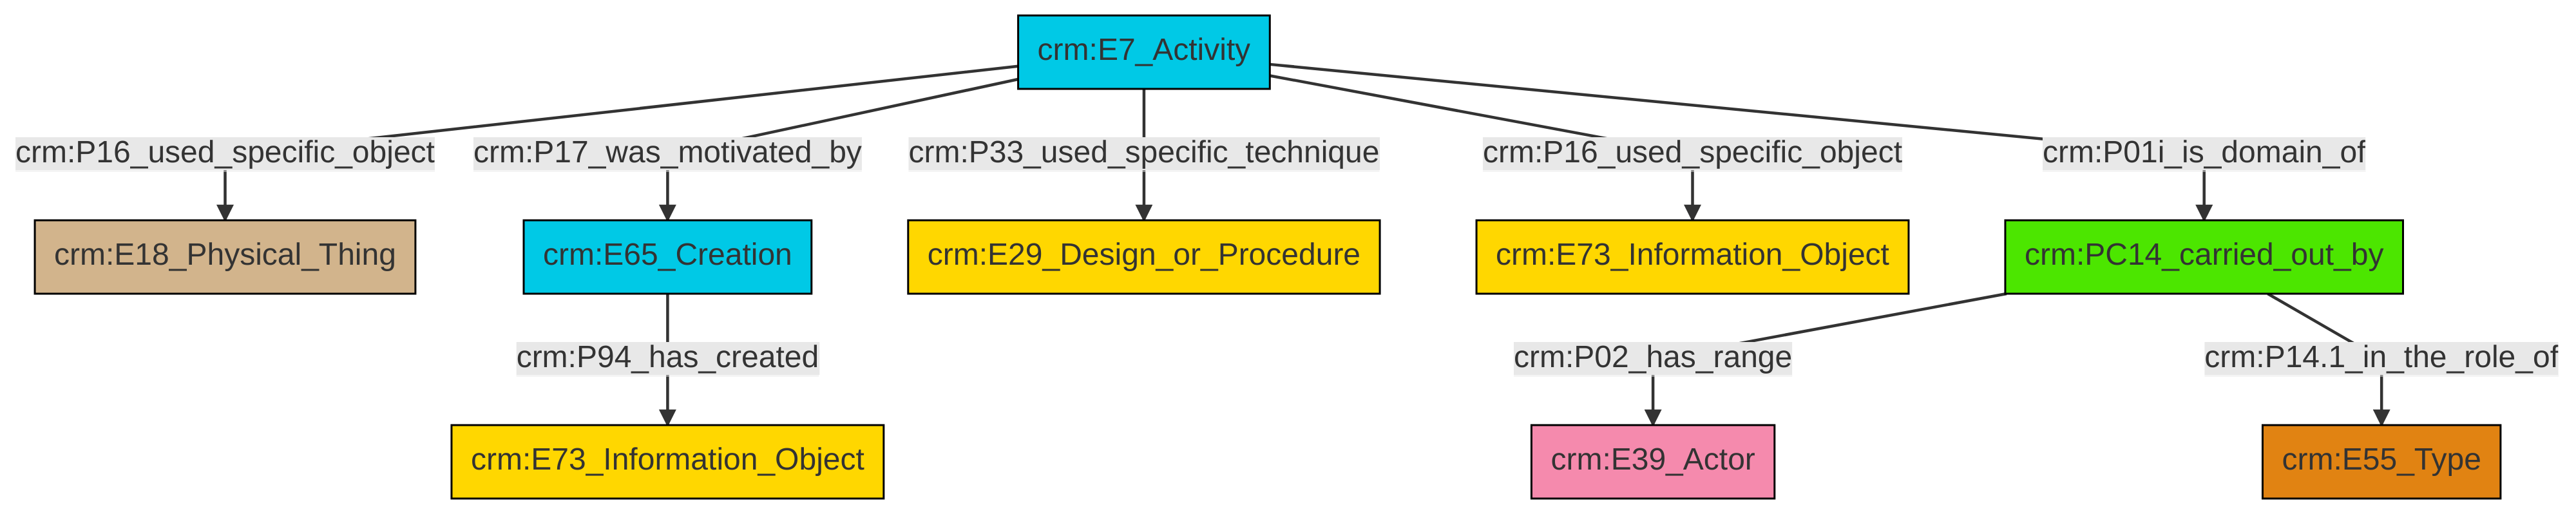 crm:E7_Activity
crm:P16_used_specific_object
crm:P17_was_motivated_by
crm:P33_used_specific_technique
crm:P16_used_specific_object
crm:P01i_is_domain_of
crm:E18_Physical_Thing
crm:E65_Creation
crm:E29_Design_or_Procedure
crm:E73_Information_Object
crm:PC14_carried_out_by
crm:P94_has_created
crm:P02_has_range
crm:P14.1_in_the_role_of
crm:E73_Information_Object
crm:E39_Actor
crm:E55_Type